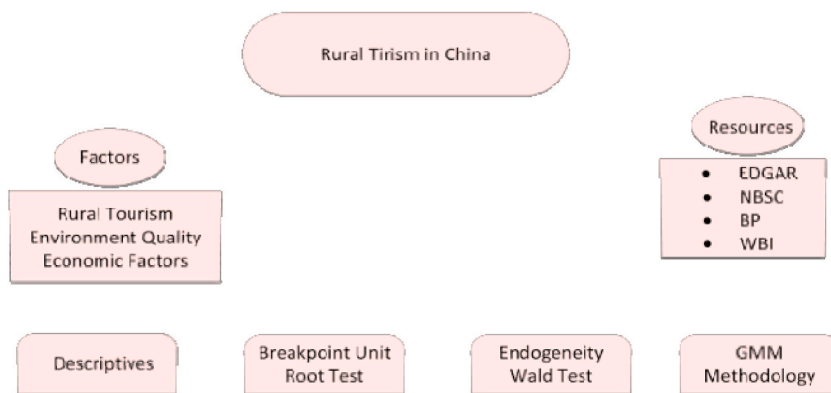 Rural Tirism in China
Factors
Rural Tourism
Environment Quality
Economic Factors
Resources
• EDGAR
• NBSC
• BP
• WBI
Descriptives
Breakpoint Unit
Root Test
Endogeneity
Wald Test
GMM
Methodology